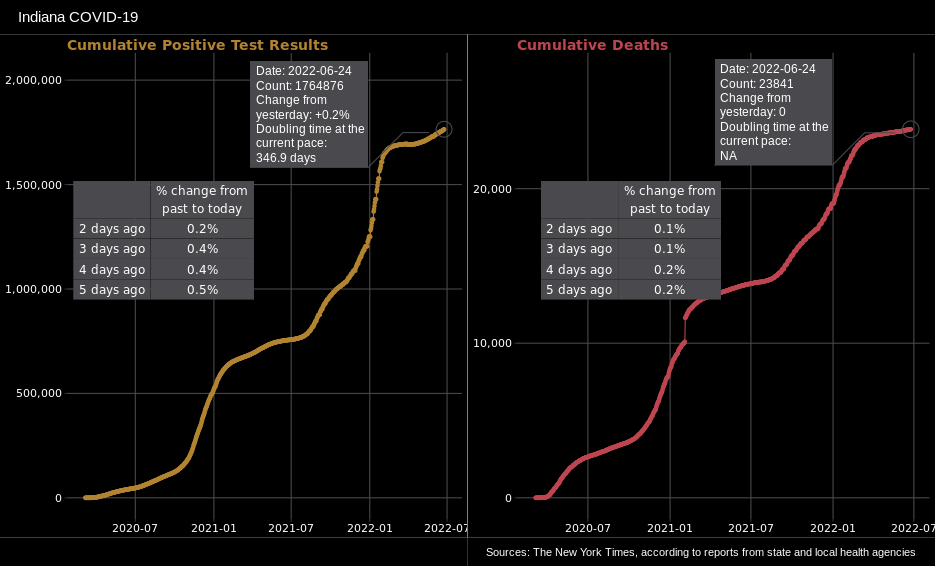 Indiana COVID-19
Cumulative Positive Test Results
2,000,000
1,500,000
1,000,000
500,000
0
2020-07 2021-01 2021-07 2022-01 2022-07
Date: 2022-06-24
Count: 1764876
Change from
yesterday: +0.2%
Doubling time at the
current pace:
346.9 days
% change from
past to today
2 days ago 0.2%
3 days ago 0.4%
4 days ago 0.4%
5 days ago 0.5%
Cumulative Deaths
20,000
10,000
0
2020-07 2021-01 2021-07 2022-01 2022-07
Date: 2022-06-24
Count: 23841
Change from
yesterday: 0
Doubling time at the
current pace:
NA
% change from
past to today
2 days ago 0.1%
3 days ago 0.1%
4 days ago 0.2%
5 days ago 0.2%
Sources: The New York Times, according to reports from state and local health agencies